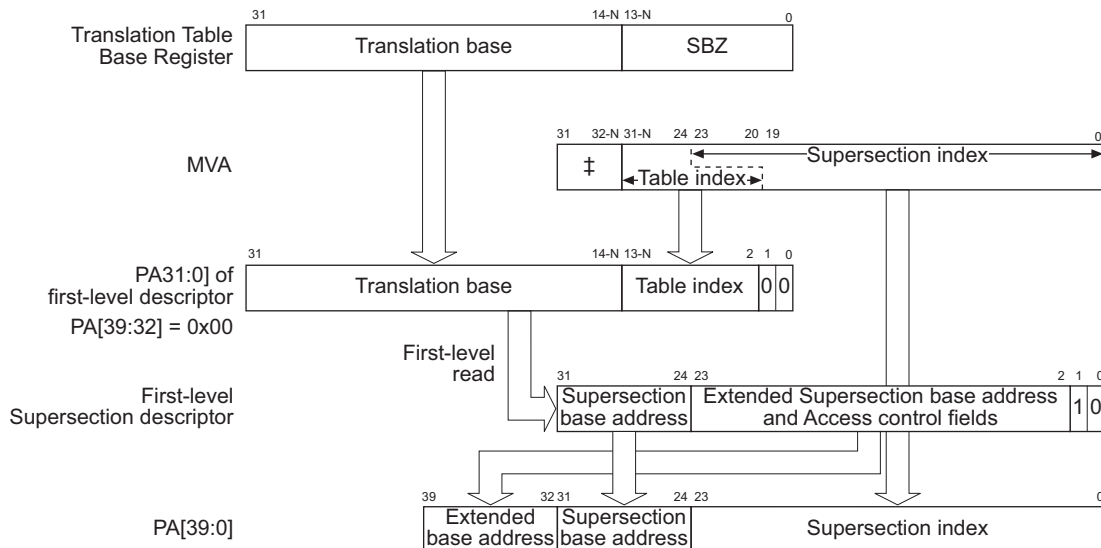 31 14-N 13-N 0
Translation Table
Base Register
Translation base SBZ
31 32-N 31-N 24 23 20 19 0
MVA
‡
Supersection index
Table index
31 14-N 13-N 2 1 0
PA31:0] of
first-level descriptor
Translation base Table index 0 0
PA[39:32] = 0x00
First-level
read
31 24 23 2 1 0
First-level
Supersection descriptor
Supersection
base address
Extended Supersection base address
and Access control fields
1 0
39 32 31 24 23 0
PA[39:0]
Extended
base address
Supersection
base address
Supersection index